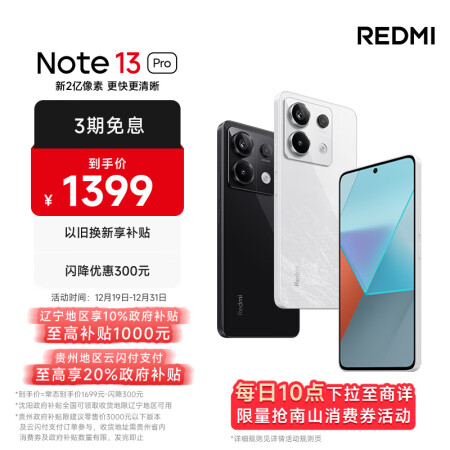 REDMI
Note 13 Pro
新2亿像素 更快更清晰
3期免息
到手价
¥1399
以旧换新享补贴
闪降优惠300元
活动时间：12月19日-12月31日
辽宁地区享10%政府补贴
至高补贴1000元
贵州地区云闪付支付
至高享20%政府补贴
*到手价=常态到手价1699元-闪降300元
*沈阳政府补贴全国可领取收货地限辽宁地区可用
*贵州政府补贴限建议零售价3000元以下版本
及云闪付支付订单参与，收货地址需贵州省内
消费券及政府补贴数量有限，发完即止
Redmi
Redmi
每日10点下拉至商详
限量抢南山消费券活动
*详细规则见详情活动规则页